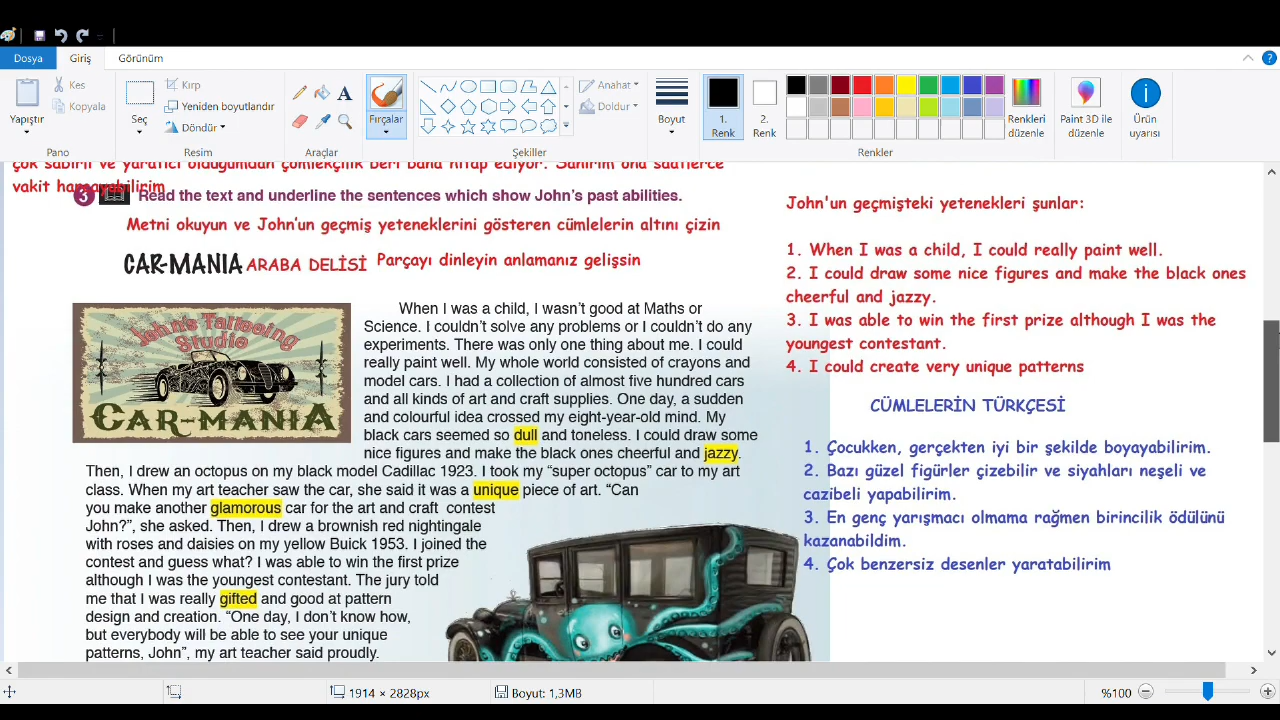 Dosya Giriş Görünüm
Kes
Kopyala
Yapıştır
Seç
Kırp
Yeniden boyutlandır
Döndür
Fırçalar
Anahat
Doldur
Boyut
1.
Renk
2.
Renk
Renkleri
düzenle
Paint 3D ile
düzenle
Ürün
uyarısı
Pano Resim Araçlar Şekiller Renkler
çok sabırlı ve yaratıcı olduğumdan çömlekçilik beri bana hitap ediyor. Sanırım ona saatlerce
vakit harcayabilirim
3 Read the text and underline the sentences which show John's past abilities.
Metni okuyun ve John'un geçmiş yeteneklerini gösteren cümlelerin altını çizin
CAR-MANIA ARABA DELİSİ Parçayı dinleyin anlamanız gelişsin
John's Tattooing
Studio
CAR-MANIA
When I was a child, I wasn't good at Maths or
Science. I couldn't solve any problems or I couldn't do any
experiments. There was only one thing about me. I could
really paint well. My whole world consisted of crayons and
model cars. I had a collection of almost five hundred cars
and all kinds of art and craft supplies. One day, a sudden
and colourful idea crossed my eight-year-old mind. My
black cars seemed so dull and toneless. I could draw some
nice figures and make the black ones cheerful and jazzy.
Then, I drew an octopus on my black model Cadillac 1923. I took my “super octopus” car to my art
class. When my art teacher saw the car, she said it was a unique piece of art. “Can
you make another glamorous car for the art and craft contest
John?”, she asked. Then, I drew a brownish red nightingale
with roses and daisies on my yellow Buick 1953. I joined the
contest and guess what? I was able to win the first prize
although I was the youngest contestant. The jury told
me that I was really gifted and good at pattern
design and creation. “One day, I don't know how,
but everybody will be able to see your unique
patterns, John”, my art teacher said proudly.
John'un geçmişteki yetenekleri şunlar:
1. When I was a child, I could really paint well.
2. I could draw some nice figures and make the black ones
cheerful and jazzy.
3. I was able to win the first prize although I was the
youngest contestant.
4. I could create very unique patterns
CÜMLELERİN TÜRKÇESİ
1. Çocukken, gerçekten iyi bir şekilde boyayabilirim.
2. Bazı güzel figürler çizebilir ve siyahları neşeli ve
cazibeli yapabilirim.
3. En genç yarışmacı olmama rağmen birincilik ödülünü
kazanabildim.
4. Çok benzersiz desenler yaratabilirim
1914 × 2828px
Boyut: 1,3MB
%100